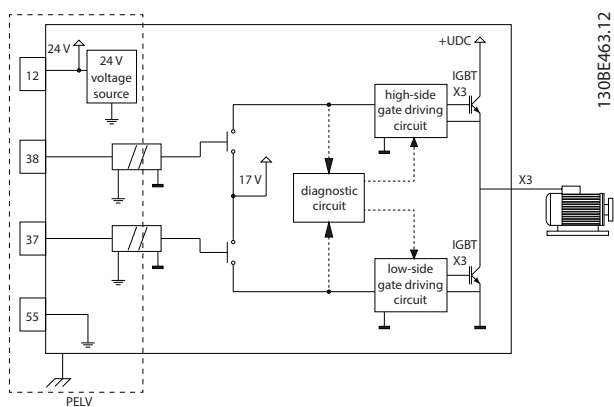 130BE463.12
24 V
12
24 V
voltage
source
38
37
55
PELV
17 V
diagnostic
circuit
high-side
gate driving
circuit
low-side
gate driving
circuit
+UDC
IGBT
X3
X3
IGBT
X3